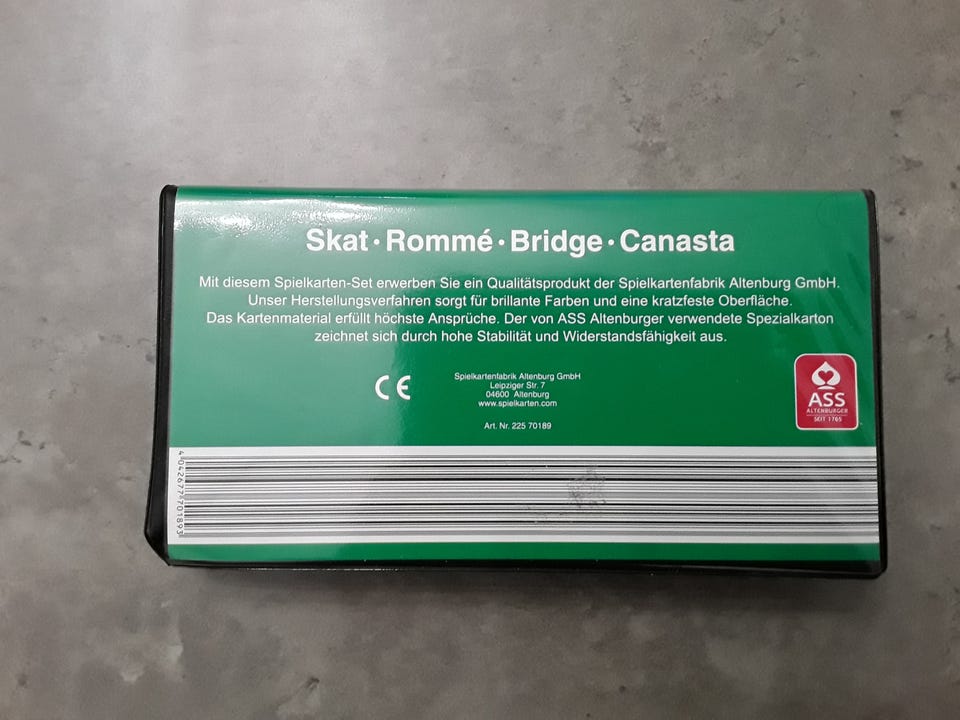 Skat · Rommé · Bridge · Canasta
Mit diesem Spielkarten-Set erwerben Sie ein Qualitätsprodukt der Spielkartenfabrik Altenburg GmbH.
Unser Herstellungsverfahren sorgt für brillante Farben und eine kratzfeste Oberfläche.
Das Kartenmaterial erfüllt höchste Ansprüche. Der von ASS Altenburger verwendete Spezialkarton
zeichnet sich durch hohe Stabilität und Widerstandsfähigkeit aus.
CE
Spielkartenfabrik Altenburg GmbH
Leipziger Str. 7
04600 Altenburg
www.spielkarten.com
Art. Nr. 225 70189
ASS
ALTENBURGER
SEIT 1765
4 042677 701893